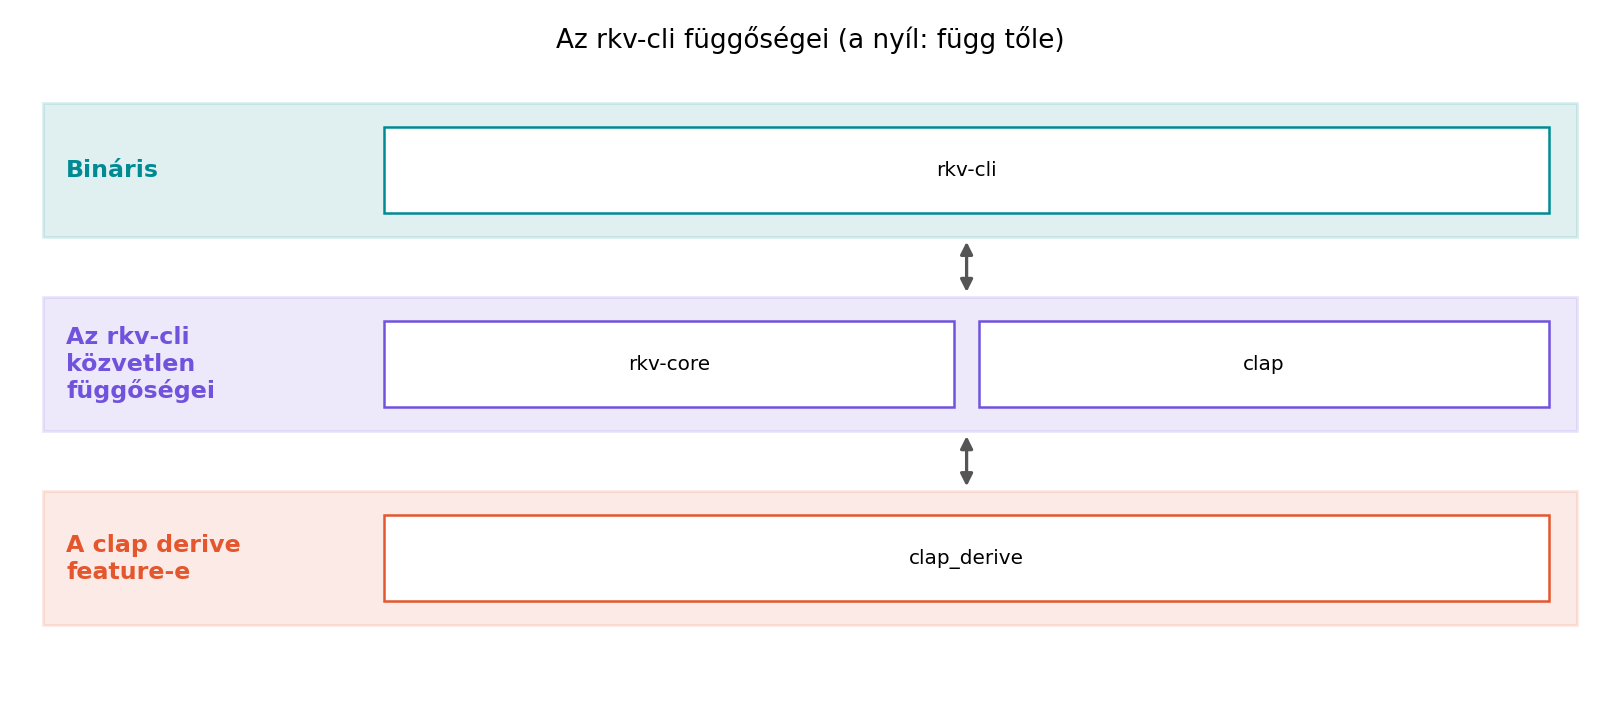 Az rkv-cli függőségei (a nyíl: függ tőle)
Bináris
rkv-cli
Az rkv-cli
közvetlen
függőségei
rkv-core
clap
A clap derive
feature-e
clap_derive